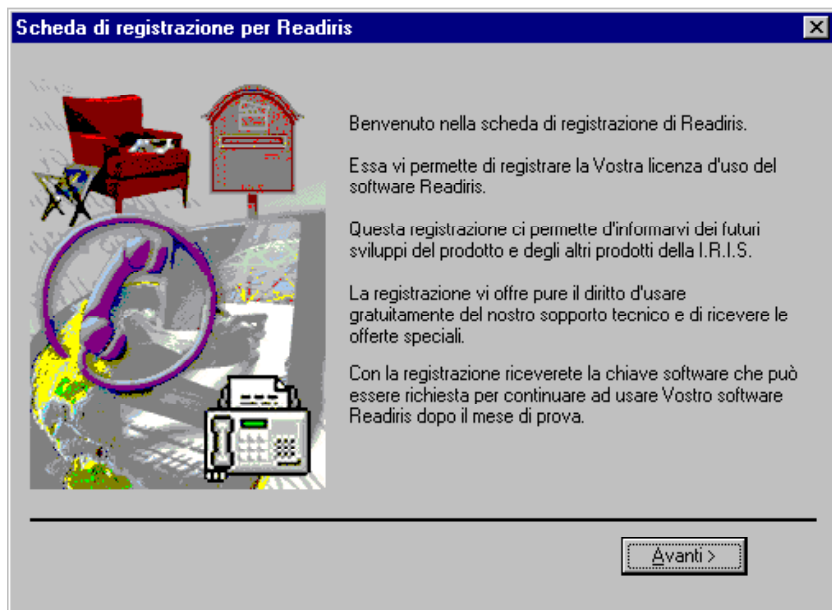 Scheda di registrazione per Readiris
Benvenuto nella scheda di registrazione di Readiris.
Essa vi permette di registrare la Vostra licenza d'uso del
software Readiris.
Questa registrazione ci permette d'informarvi dei futuri
sviluppi del prodotto e degli altri prodotti della I.R.I.S.
La registrazione vi offre pure il diritto d'usare
gratuitamente del nostro sopporto tecnico e di ricevere le
offerte speciali.
Con la registrazione riceverete la chiave software che può
essere richiesta per continuare ad usare Vostro software
Readiris dopo il mese di prova.
Avanti >